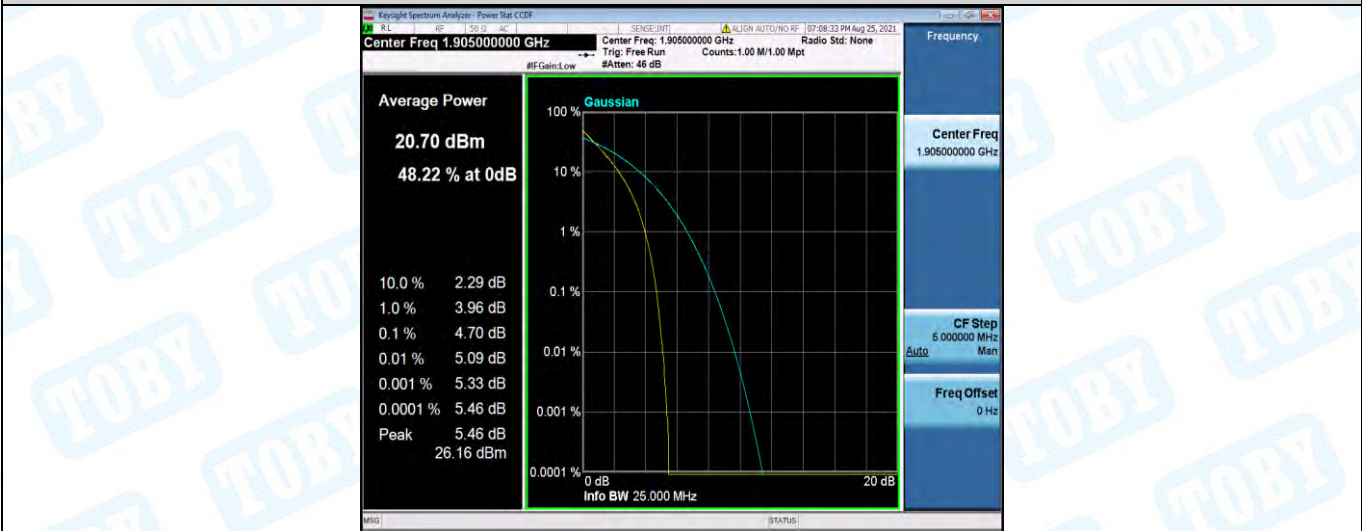 Keysight Spectrum Analyzer - Power Stat CCDF
RL RF 50 Ω AC SENSE:INT ALIGN AUTO/NO RF 07:08:33 PM Aug 25, 2021
Center Freq 1.905000000 GHz
Center Freq: 1.905000000 GHz Radio Std: None
Trig: Free Run Counts:1.00 M/1.00 Mpt
#IFGain:Low #Atten: 46 dB
Frequency
Average Power
20.70 dBm
48.22 % at 0dB
10.0 % 2.29 dB
1.0 % 3.96 dB
0.1 % 4.70 dB
0.01 % 5.09 dB
0.001 % 5.33 dB
0.0001 % 5.46 dB
Peak 5.46 dB
26.16 dBm
Gaussian
100 %
10 %
1 %
0.1 %
0.01 %
0.001 %
0.0001 %
0 dB 20 dB
Info BW 25.000 MHz
Center Freq
1.905000000 GHz
CF Step
5.000000 MHz
Auto Man
Freq Offset
0 Hz
MSG STATUS
TOBY
TOBY
TOBY
TOBY
TOBY
TOBY
TOBY